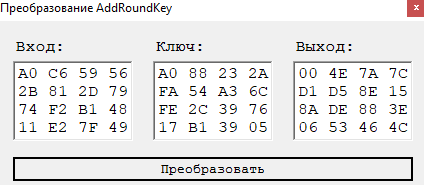 Преобразование AddRoundKey
x
Вход: Ключ: Выход:
A0 C6 59 56 A0 88 23 2A 00 4E 7A 7C
2B 81 2D 79 FA 54 A3 6C D1 D5 8E 15
74 F2 B1 48 FE 2C 39 76 8A DE 88 3E
11 E2 7F 49 17 B1 39 05 06 53 46 4C
Преобразовать